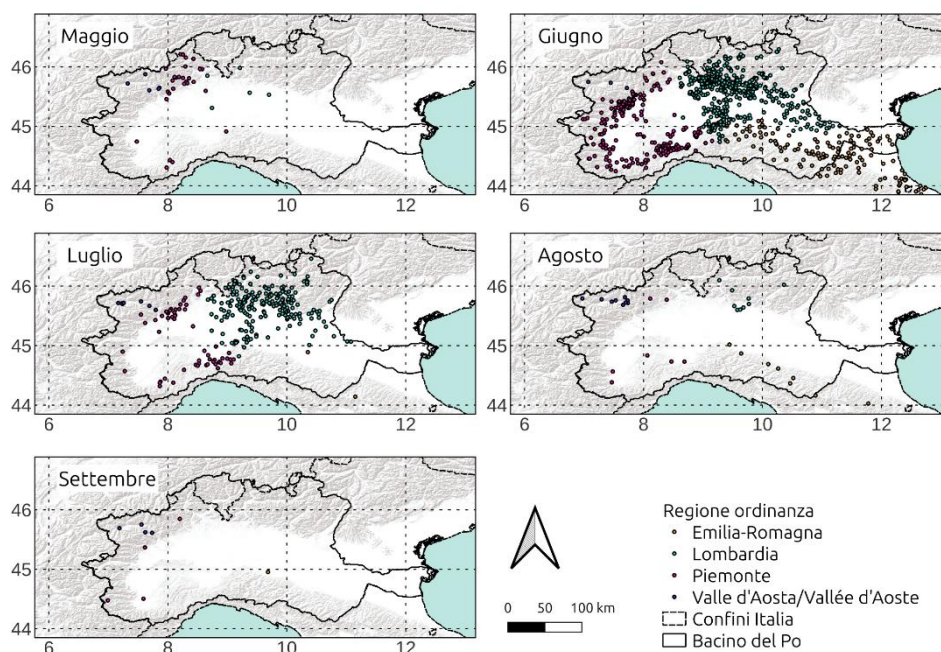 Maggio
46
45
44
6
8
10
12
Giugno
46
45
44
6
8
10
12
Luglio
46
45
44
6
8
10
12
Agosto
46
45
44
6
8
10
12
Settembre
46
45
44
6
8
10
12
0 50 100 km
Regione ordinanza
Emilia-Romagna
Lombardia
Piemonte
Valle d'Aosta/Vallée d'Aoste
Confini Italia
Bacino del Po